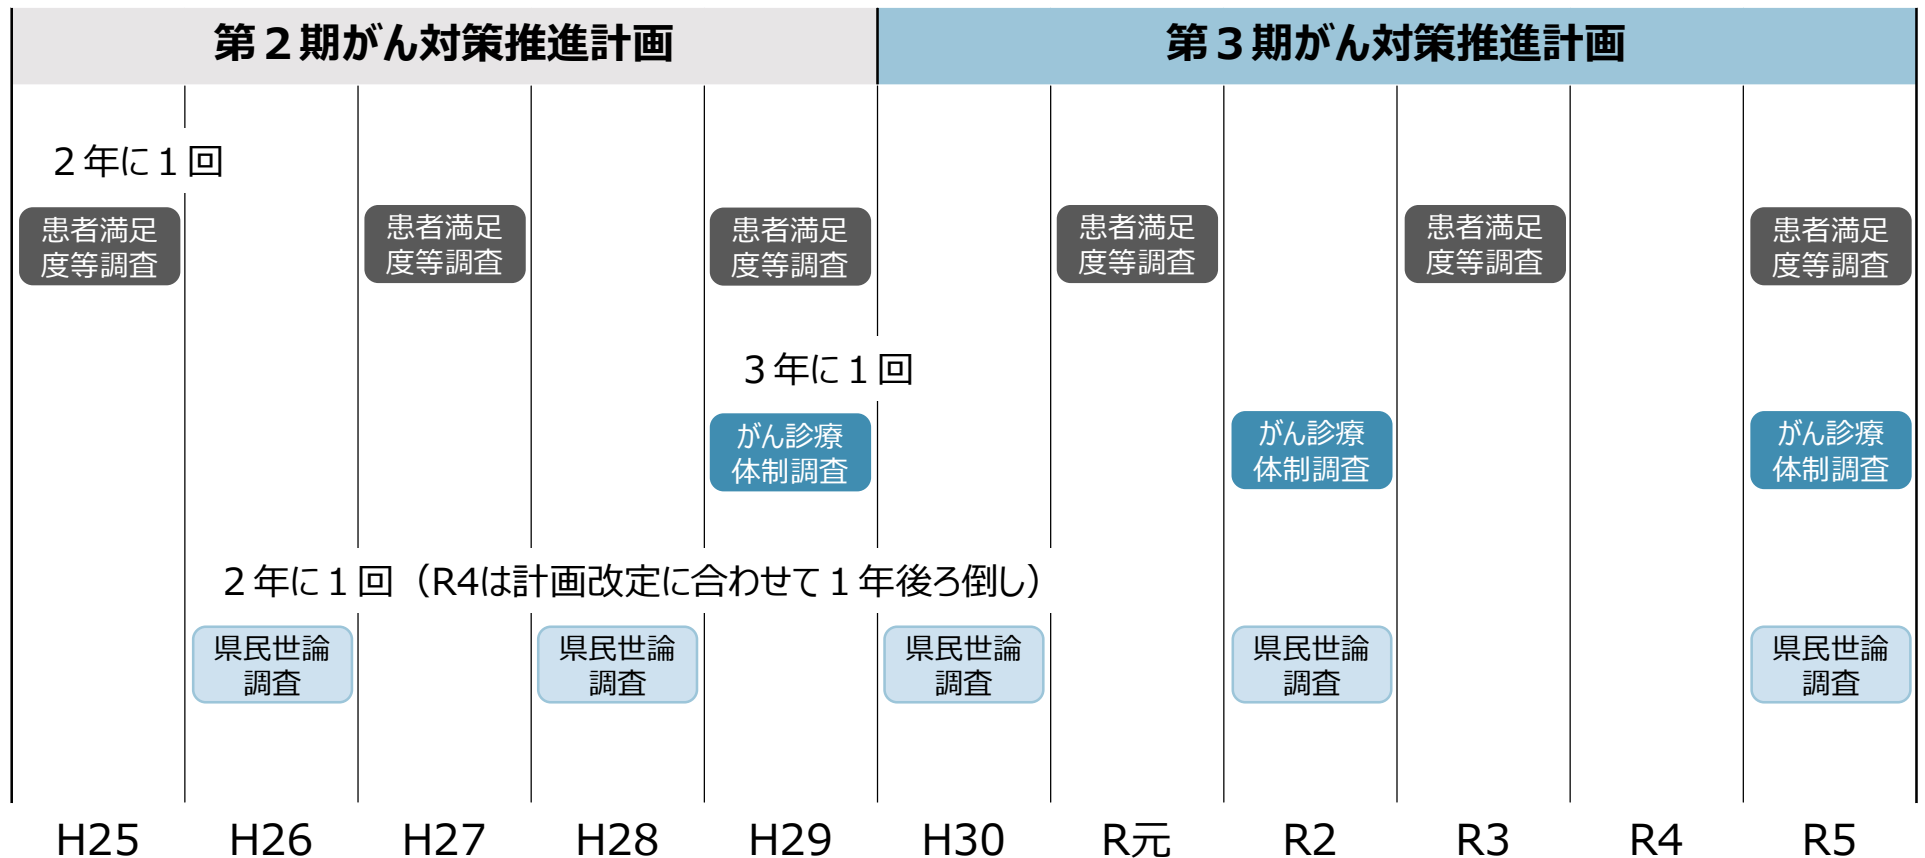 第２期がん対策推進計画
第３期がん対策推進計画
２年に１回
患者満足
度等調査
患者満足
度等調査
患者満足
度等調査
患者満足
度等調査
患者満足
度等調査
患者満足
度等調査
３年に１回
がん診療
体制調査
がん診療
体制調査
がん診療
体制調査
２年に１回（R4は計画改定に合わせて１年後ろ倒し）
県民世論
調査
県民世論
調査
県民世論
調査
県民世論
調査
県民世論
調査
H25 H26 H27 H28 H29 H30 R元 R2 R3 R4 R5